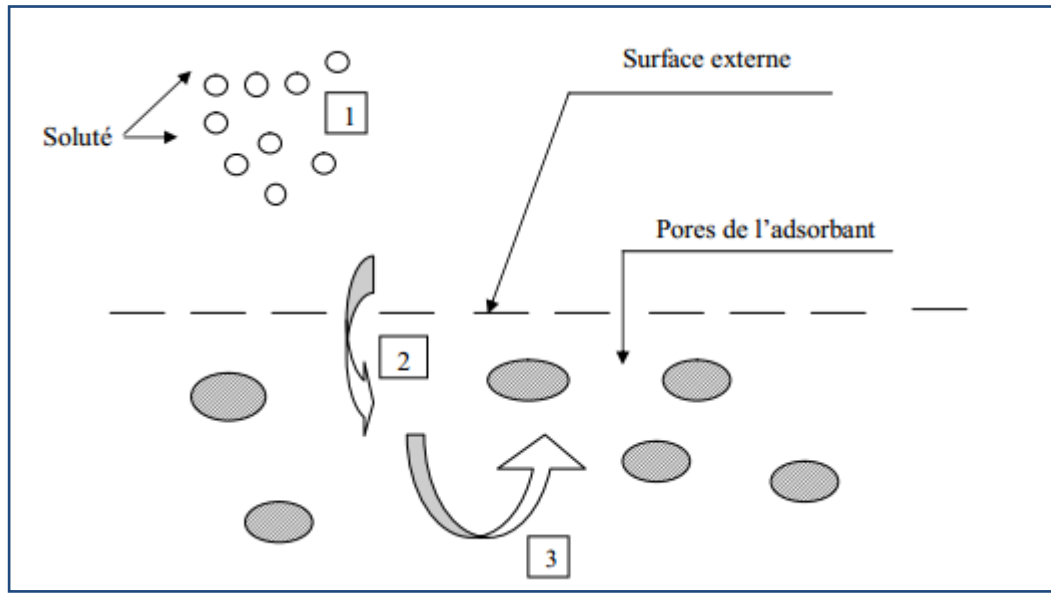 Surface externe
1
Soluté
Pores de l’adsorbant
2
3